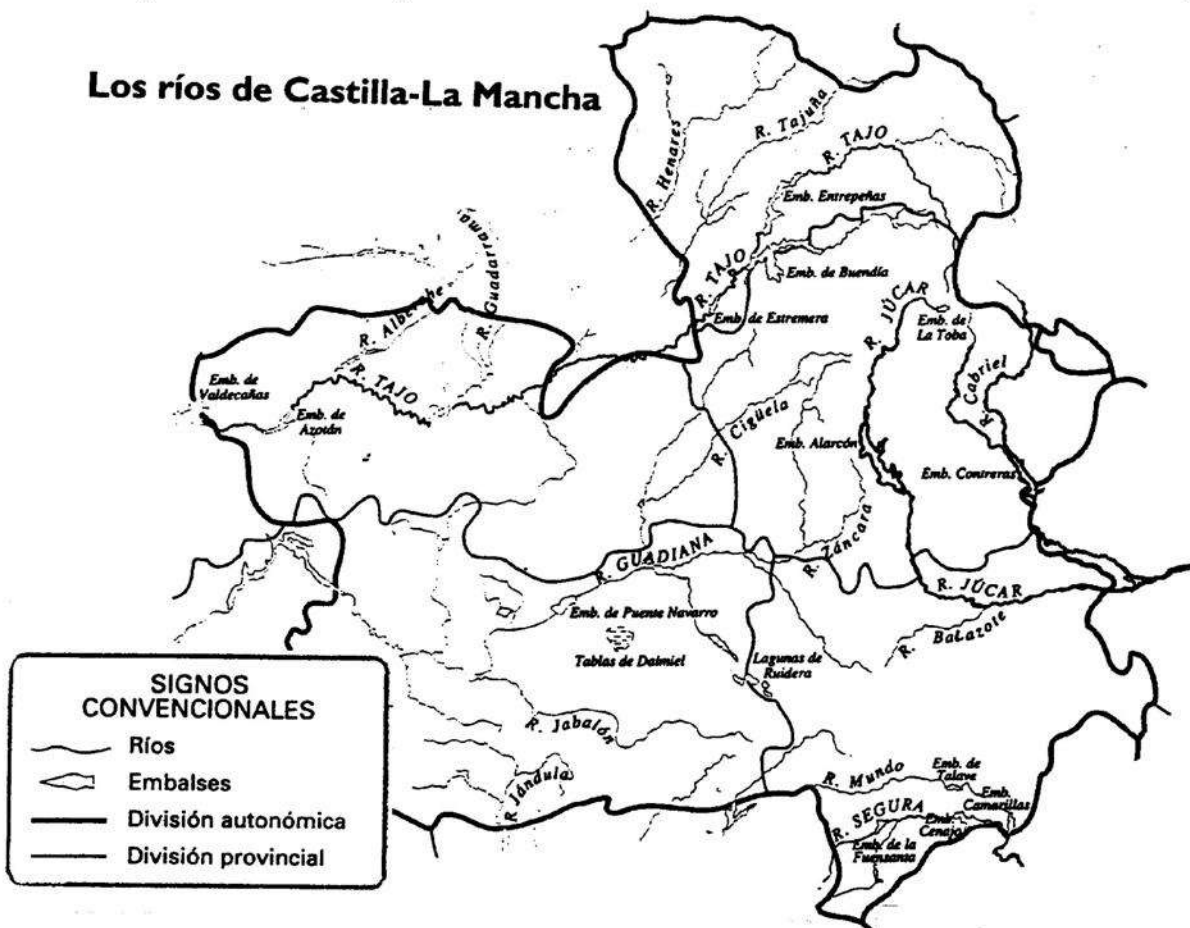 Los ríos de Castilla-La Mancha
R. Henares
R. Tajuña
R. TAJO
Emb. Entrepeñas
R. Guadarrama
R. TAJO
Emb. de Buendía
R. Alberche
Emb. de Estremera
R. JÚCAR
Emb. de
La Toba
R. TAJO
R. Cabriel
Emb. de
Valdecañas
Emb. de
Azotán
R. Cigüela
Emb. Alarcón
Emb. Contreras
R. GUADIANA
R. Záncara
R. JÚCAR
Emb. de Puente Navarro
R. Balazote
Tablas de Daimiel
Lagunas de
Ruidera
R. Jabalón
R. Jándula
R. Mundo
Emb. de
Talave
Emb.
Camarillas
R. SEGURA
Emb.
Cenajo
Emb. de la
Fuensanta
SIGNOS
CONVENCIONALES
Ríos
Embalses
División autonómica
División provincial